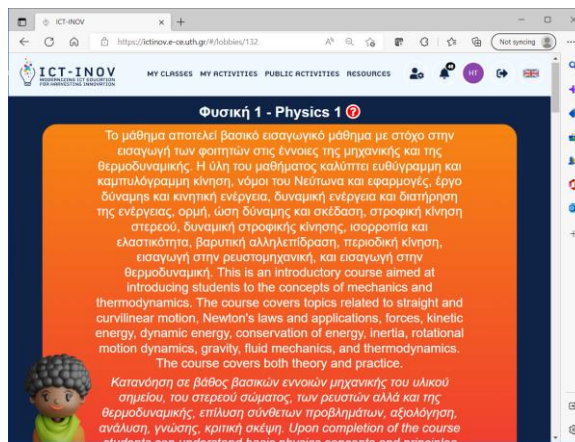 ICT-INOV
https://ictinov.e-ce.uth.gr/#/lobbies/132
Not syncing
ICT-INOV
MODERNIZING ICT EDUCATION
FOR HARVESTING INNOVATION
MY CLASSES MY ACTIVITIES PUBLIC ACTIVITIES RESOURCES
HT
Φυσική 1 - Physics 1
Το μάθημα αποτελεί βασικό εισαγωγικό μάθημα με στόχο στην
εισαγωγή των φοιτητών στις έννοιες της μηχανικής και της
θερμοδυναμικής. Η ύλη του μαθήματος καλύπτει ευθύγραμμη και
καμπυλόγραμμη κίνηση, νόμοι του Νεύτωνα και εφαρμογές, έργο
δύναμης και κινητική ενέργεια, δυναμική ενέργεια και διατήρηση
της ενέργειας, ορμή, ώση δύναμης και σκέδαση, στροφική κίνηση
στερεού, δυναμική στροφικής κίνησης, ισορροπία και
ελαστικότητα, βαρυτική αλληλεπίδραση, περιοδική κίνηση,
εισαγωγή στην ρευστομηχανική, και εισαγωγή στην
θερμοδυναμική. This is an introductory course aimed at
introducing students to the concepts of mechanics and
thermodynamics. The course covers topics related to straight and
curvilinear motion, Newton's laws and applications, forces, kinetic
energy, dynamic energy, conservation of energy, inertia, rotational
motion dynamics, gravity, fluid mechanics, and thermodynamics.
The course covers both theory and practice.
Κατανόηση σε βάθος βασικών εννοιών μηχανικής του υλικού
σημείου, του στερεού σώματος, των ρευστών αλλά και της
θερμοδυναμικής, επίλυση σύνθετων προβλημάτων, αξιολόγηση,
ανάλυση, γνώσης, κριτική σκέψη. Upon completion of the course
students can understand basic physics concepts and principles